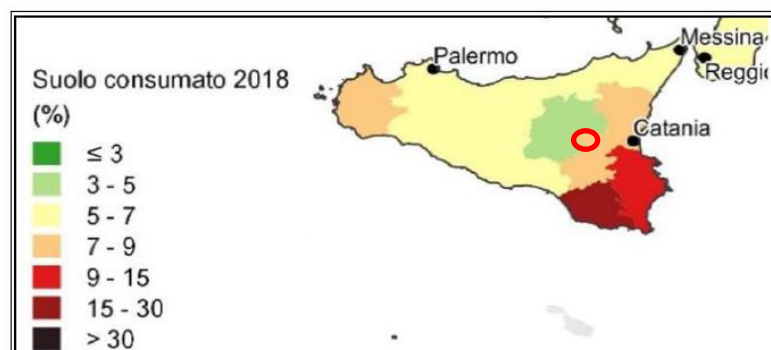 Messina
Palermo
Reggio
Suolo consumato 2018
(%)
Catania
≤ 3
3 - 5
5 - 7
7 - 9
9 - 15
15 - 30
> 30